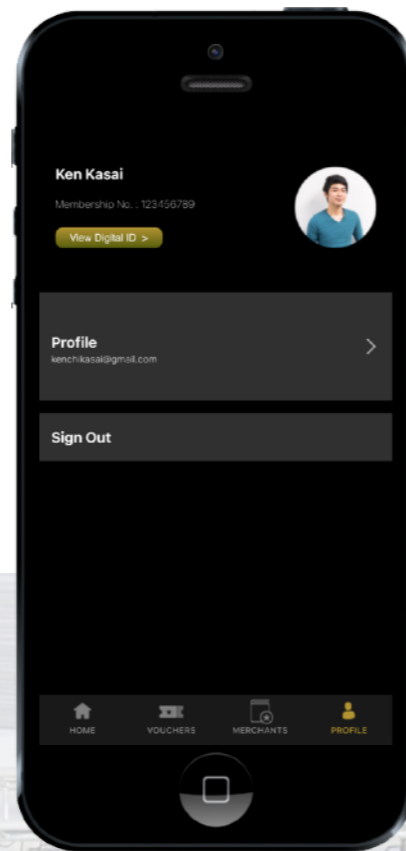 Ken Kasai
Membership No. : 123456789
View Digital ID >
Profile
kenchikasai@gmail.com
Sign Out
HOME VOUCHERS MERCHANTS PROFILE